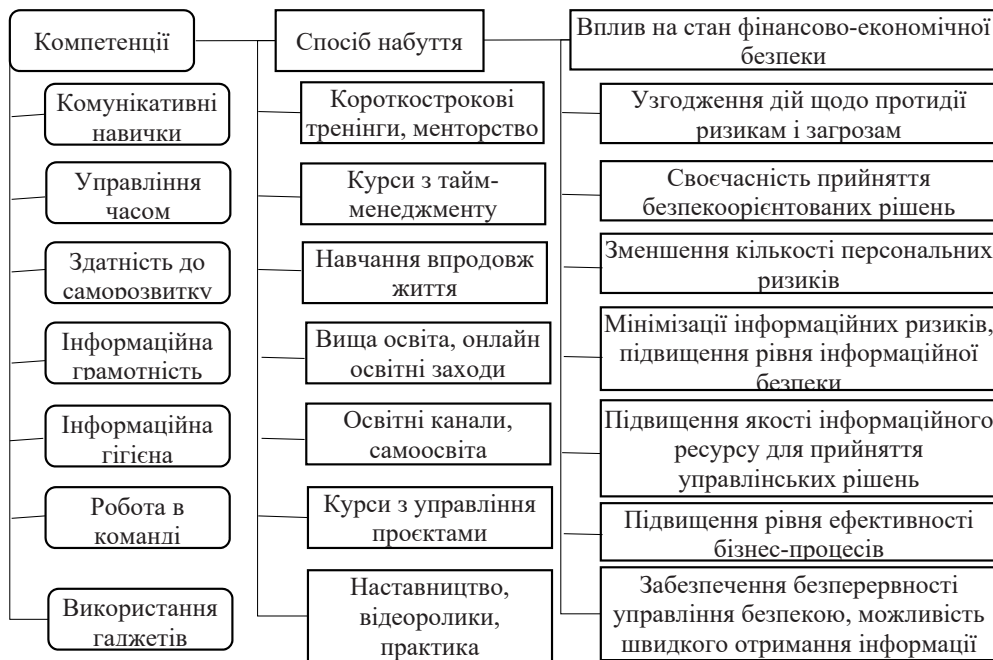 Компетенції
Спосіб набуття
Вплив на стан фінансово-економічної
безпеки
Комунікативні
навички
Короткострокові
тренінги, менторство
Узгодження дій щодо протидії
ризикам і загрозам
Управління
часом
Курси з тайм-
менеджменту
Своєчасність прийняття
безпекоорієнтованих рішень
Здатність до
саморозвитку
Навчання впродовж
життя
Зменшення кількості персональних
ризиків
Інформаційна
грамотність
Вища освіта, онлайн
освітні заходи
Мінімізації інформаційних ризиків,
підвищення рівня інформаційної
безпеки
Інформаційна
гігієна
Освітні канали,
самоосвіта
Підвищення якості інформаційного
ресурсу для прийняття
управлінських рішень
Робота в
команді
Курси з управління
проєктами
Підвищення рівня ефективності
бізнес-процесів
Використання
гаджетів
Наставництво,
відеоролики,
практика
Забезпечення безперервності
управління безпекою, можливість
швидкого отримання інформації